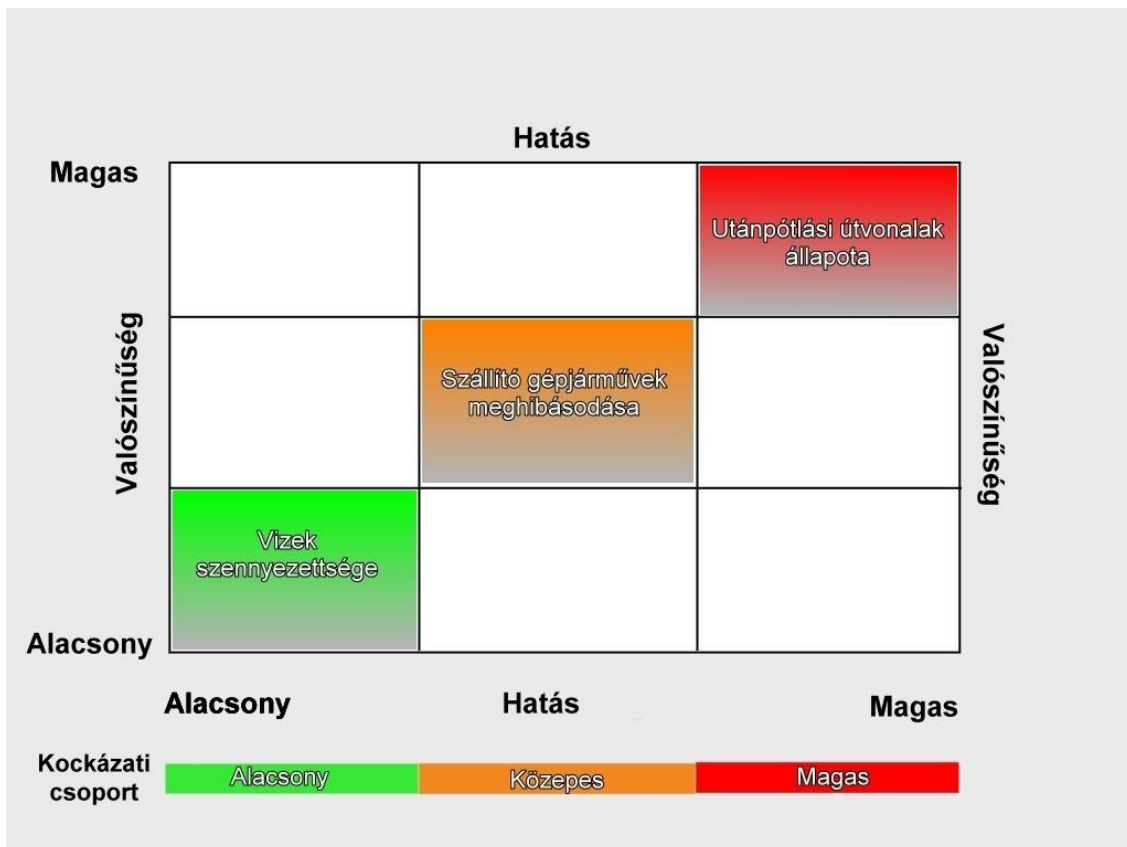 Hatás
Magas
Utánpótlási útvonalak
állapota
Valószínűség
Szállító gépjárművek
meghibásodása
Valószínűség
Vizek
szennyezettsége
Alacsony
Alacsony
Hatás
Magas
Kockázati
csoport
Alacsony
Közepes
Magas